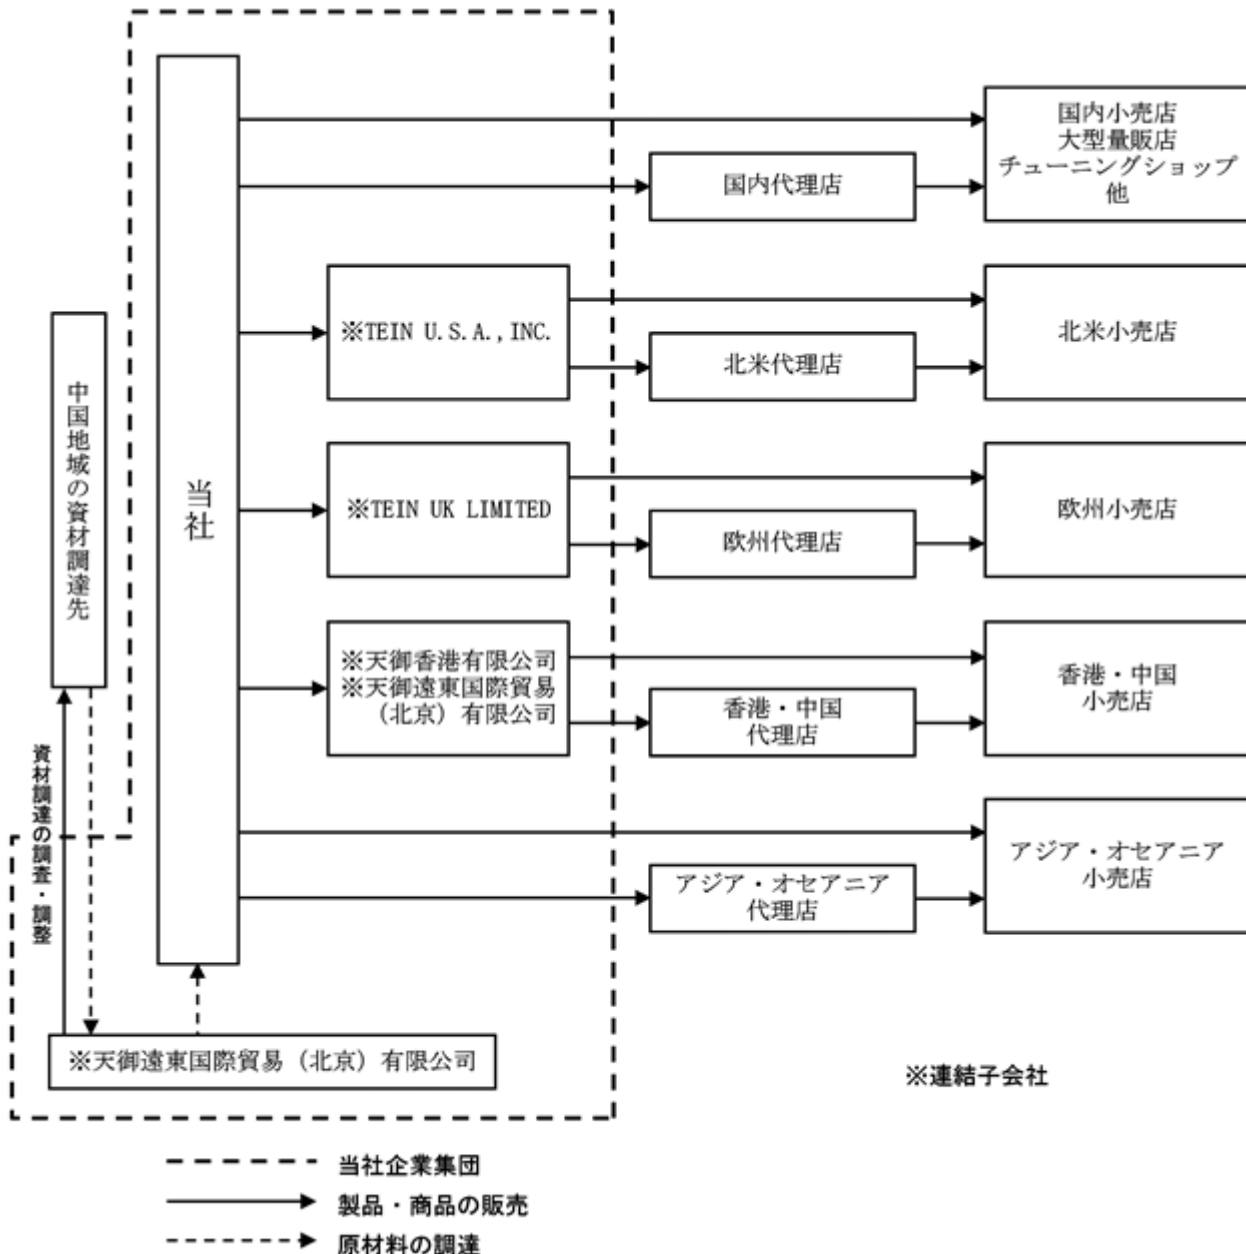 国内小売店
大型量販店
チューニングショップ
他
国内代理店
※TEIN U.S.A.,INC.
北米代理店
北米小売店
中国地域の資材調達先
当社
※TEIN UK LIMITED
欧州代理店
欧州小売店
※天御香港有限公司
※天御遠東国際貿易
（北京）有限公司
香港・中国
代理店
香港・中国
小売店
資材調達の調査・調整
アジア・オセアニア
代理店
アジア・オセアニア
小売店
※天御遠東国際貿易（北京）有限公司
※連結子会社
当社企業集団
製品・商品の販売
原材料の調達